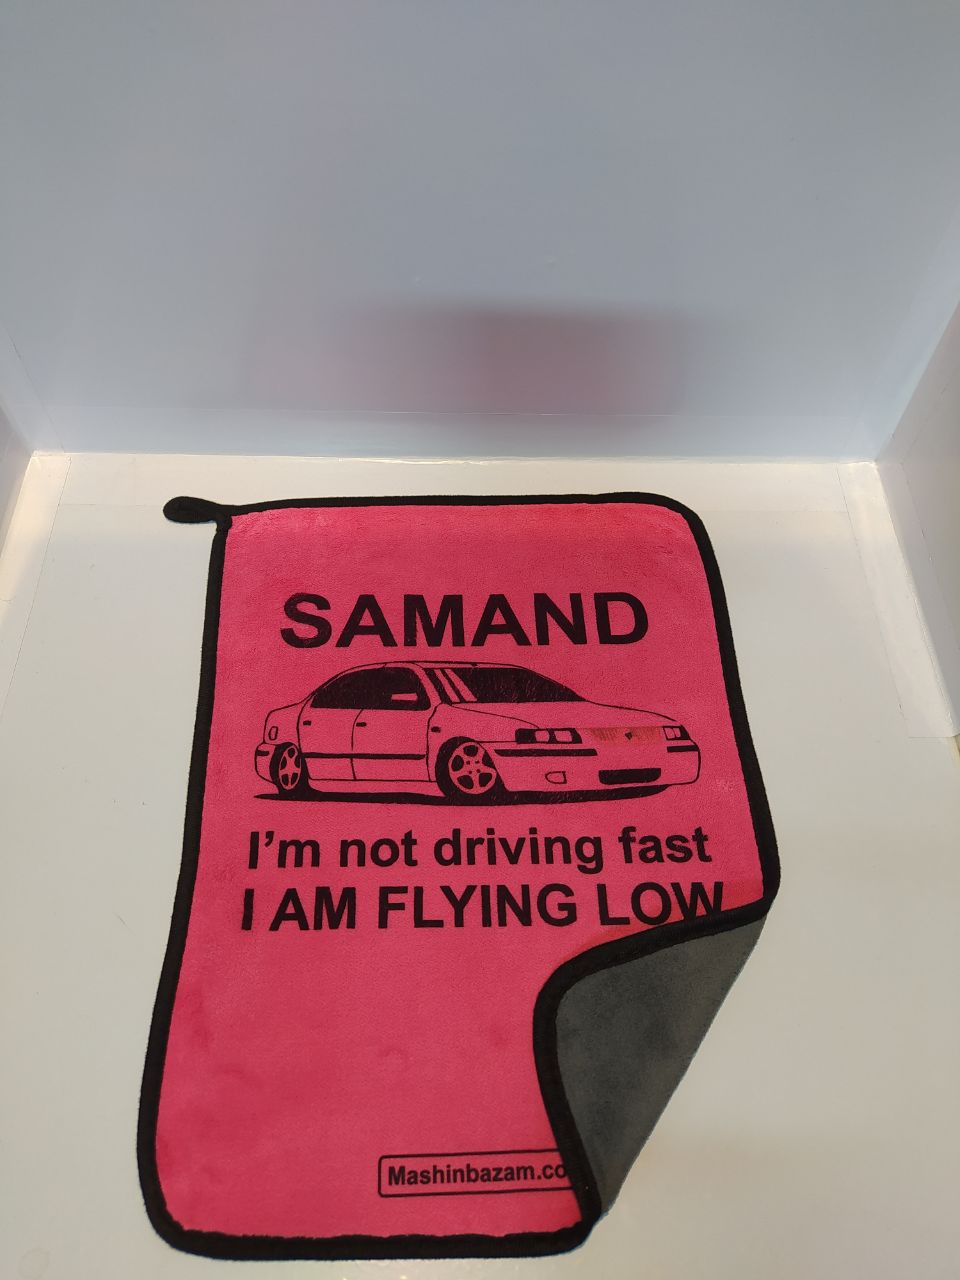 SAMAND
I'm not driving fast
I AM FLYING LOW
Mashinbazam.co